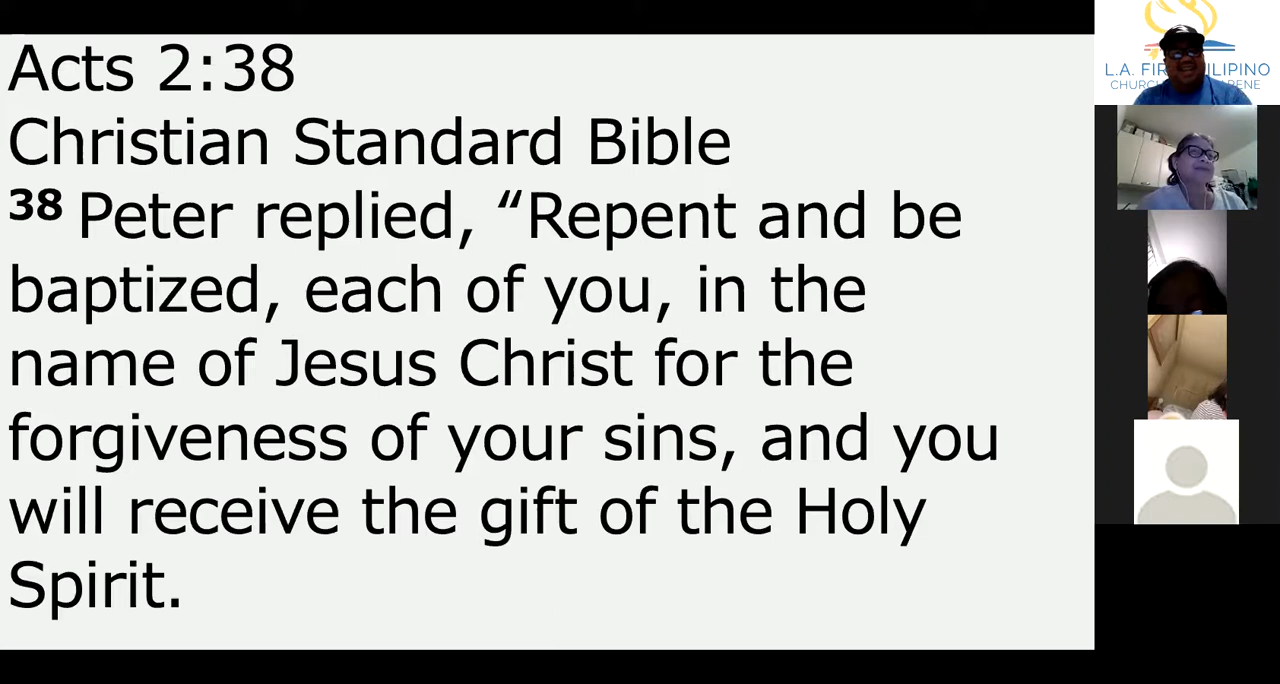 Acts 2:38
Christian Standard Bible
38 Peter replied, “Repent and be
baptized, each of you, in the
name of Jesus Christ for the
forgiveness of your sins, and you
will receive the gift of the Holy
Spirit.
L.A.
CHURCH